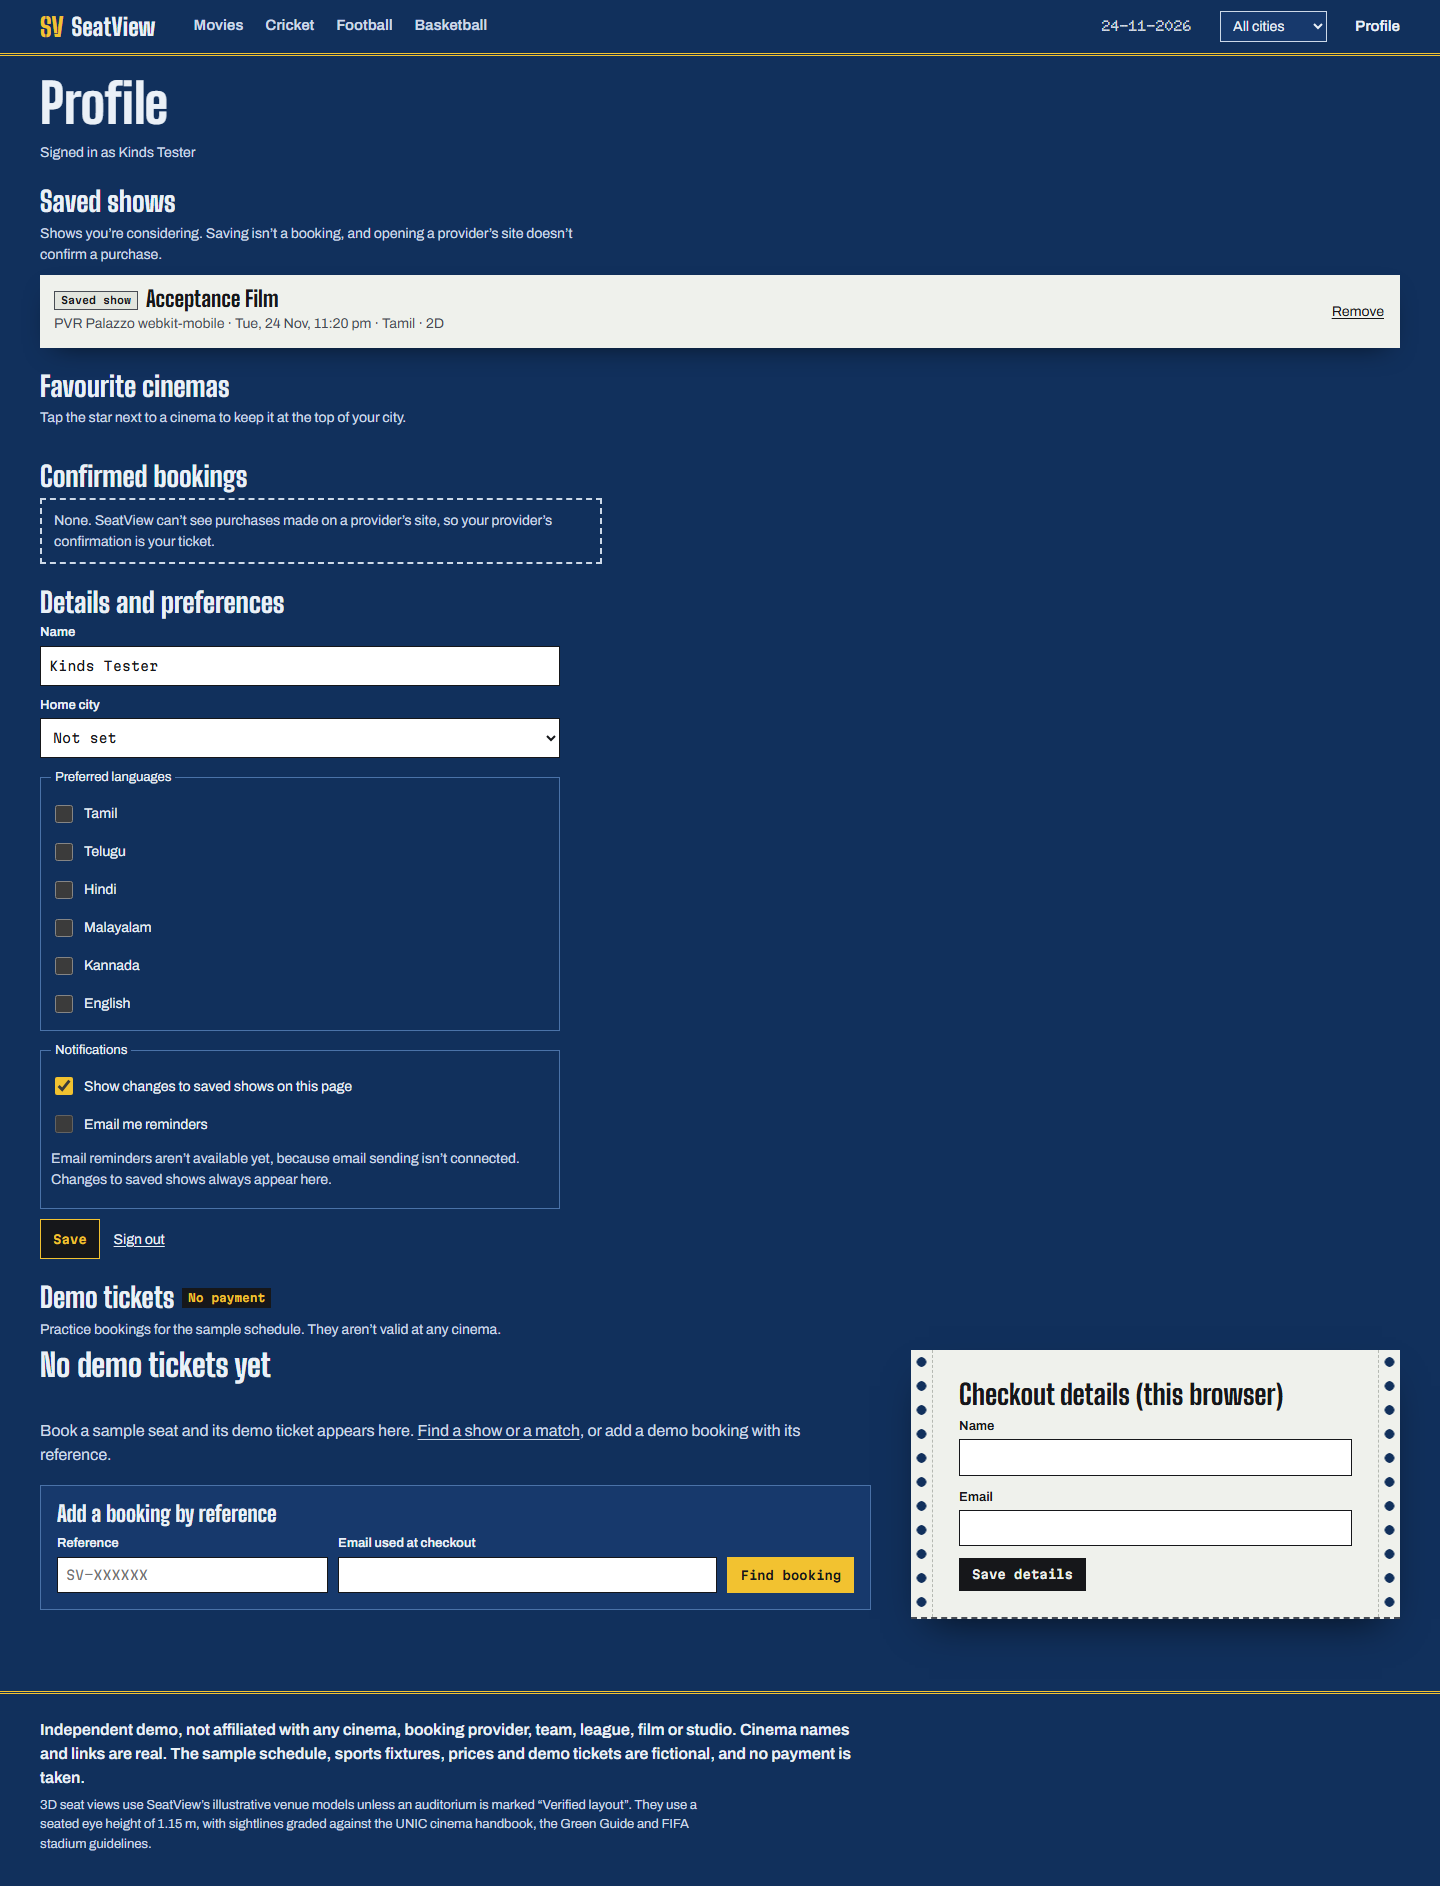 SV SeatView
Movies Cricket Football Basketball
24-11-2026
All cities
Profile
Profile
Signed in as Kinds Tester
Saved shows
Shows you’re considering. Saving isn’t a booking, and opening a provider’s site doesn’t
confirm a purchase.
Saved show Acceptance Film
PVR Palazzo webkit-mobile · Tue, 24 Nov, 11:20 pm · Tamil · 2D
Remove
Favourite cinemas
Tap the star next to a cinema to keep it at the top of your city.
Confirmed bookings
None. SeatView can’t see purchases made on a provider’s site, so your provider’s
confirmation is your ticket.
Details and preferences
Name
Kinds Tester
Home city
Not set
Preferred languages
Tamil
Telugu
Hindi
Malayalam
Kannada
English
Notifications
Show changes to saved shows on this page
Email me reminders
Email reminders aren’t available yet, because email sending isn’t connected.
Changes to saved shows always appear here.
Save
Sign out
Demo tickets No payment
Practice bookings for the sample schedule. They aren’t valid at any cinema.
No demo tickets yet
Book a sample seat and its demo ticket appears here. Find a show or a match, or add a demo booking with its
reference.
Add a booking by reference
Reference
Email used at checkout
SV-XXXXXX
Find booking
Checkout details (this browser)
Name
Email
Save details
Independent demo, not affiliated with any cinema, booking provider, team, league, film or studio. Cinema names
and links are real. The sample schedule, sports fixtures, prices and demo tickets are fictional, and no payment is
taken.
3D seat views use SeatView’s illustrative venue models unless an auditorium is marked “Verified layout”. They use a
seated eye height of 1.15 m, with sightlines graded against the UNIC cinema handbook, the Green Guide and FIFA
stadium guidelines.